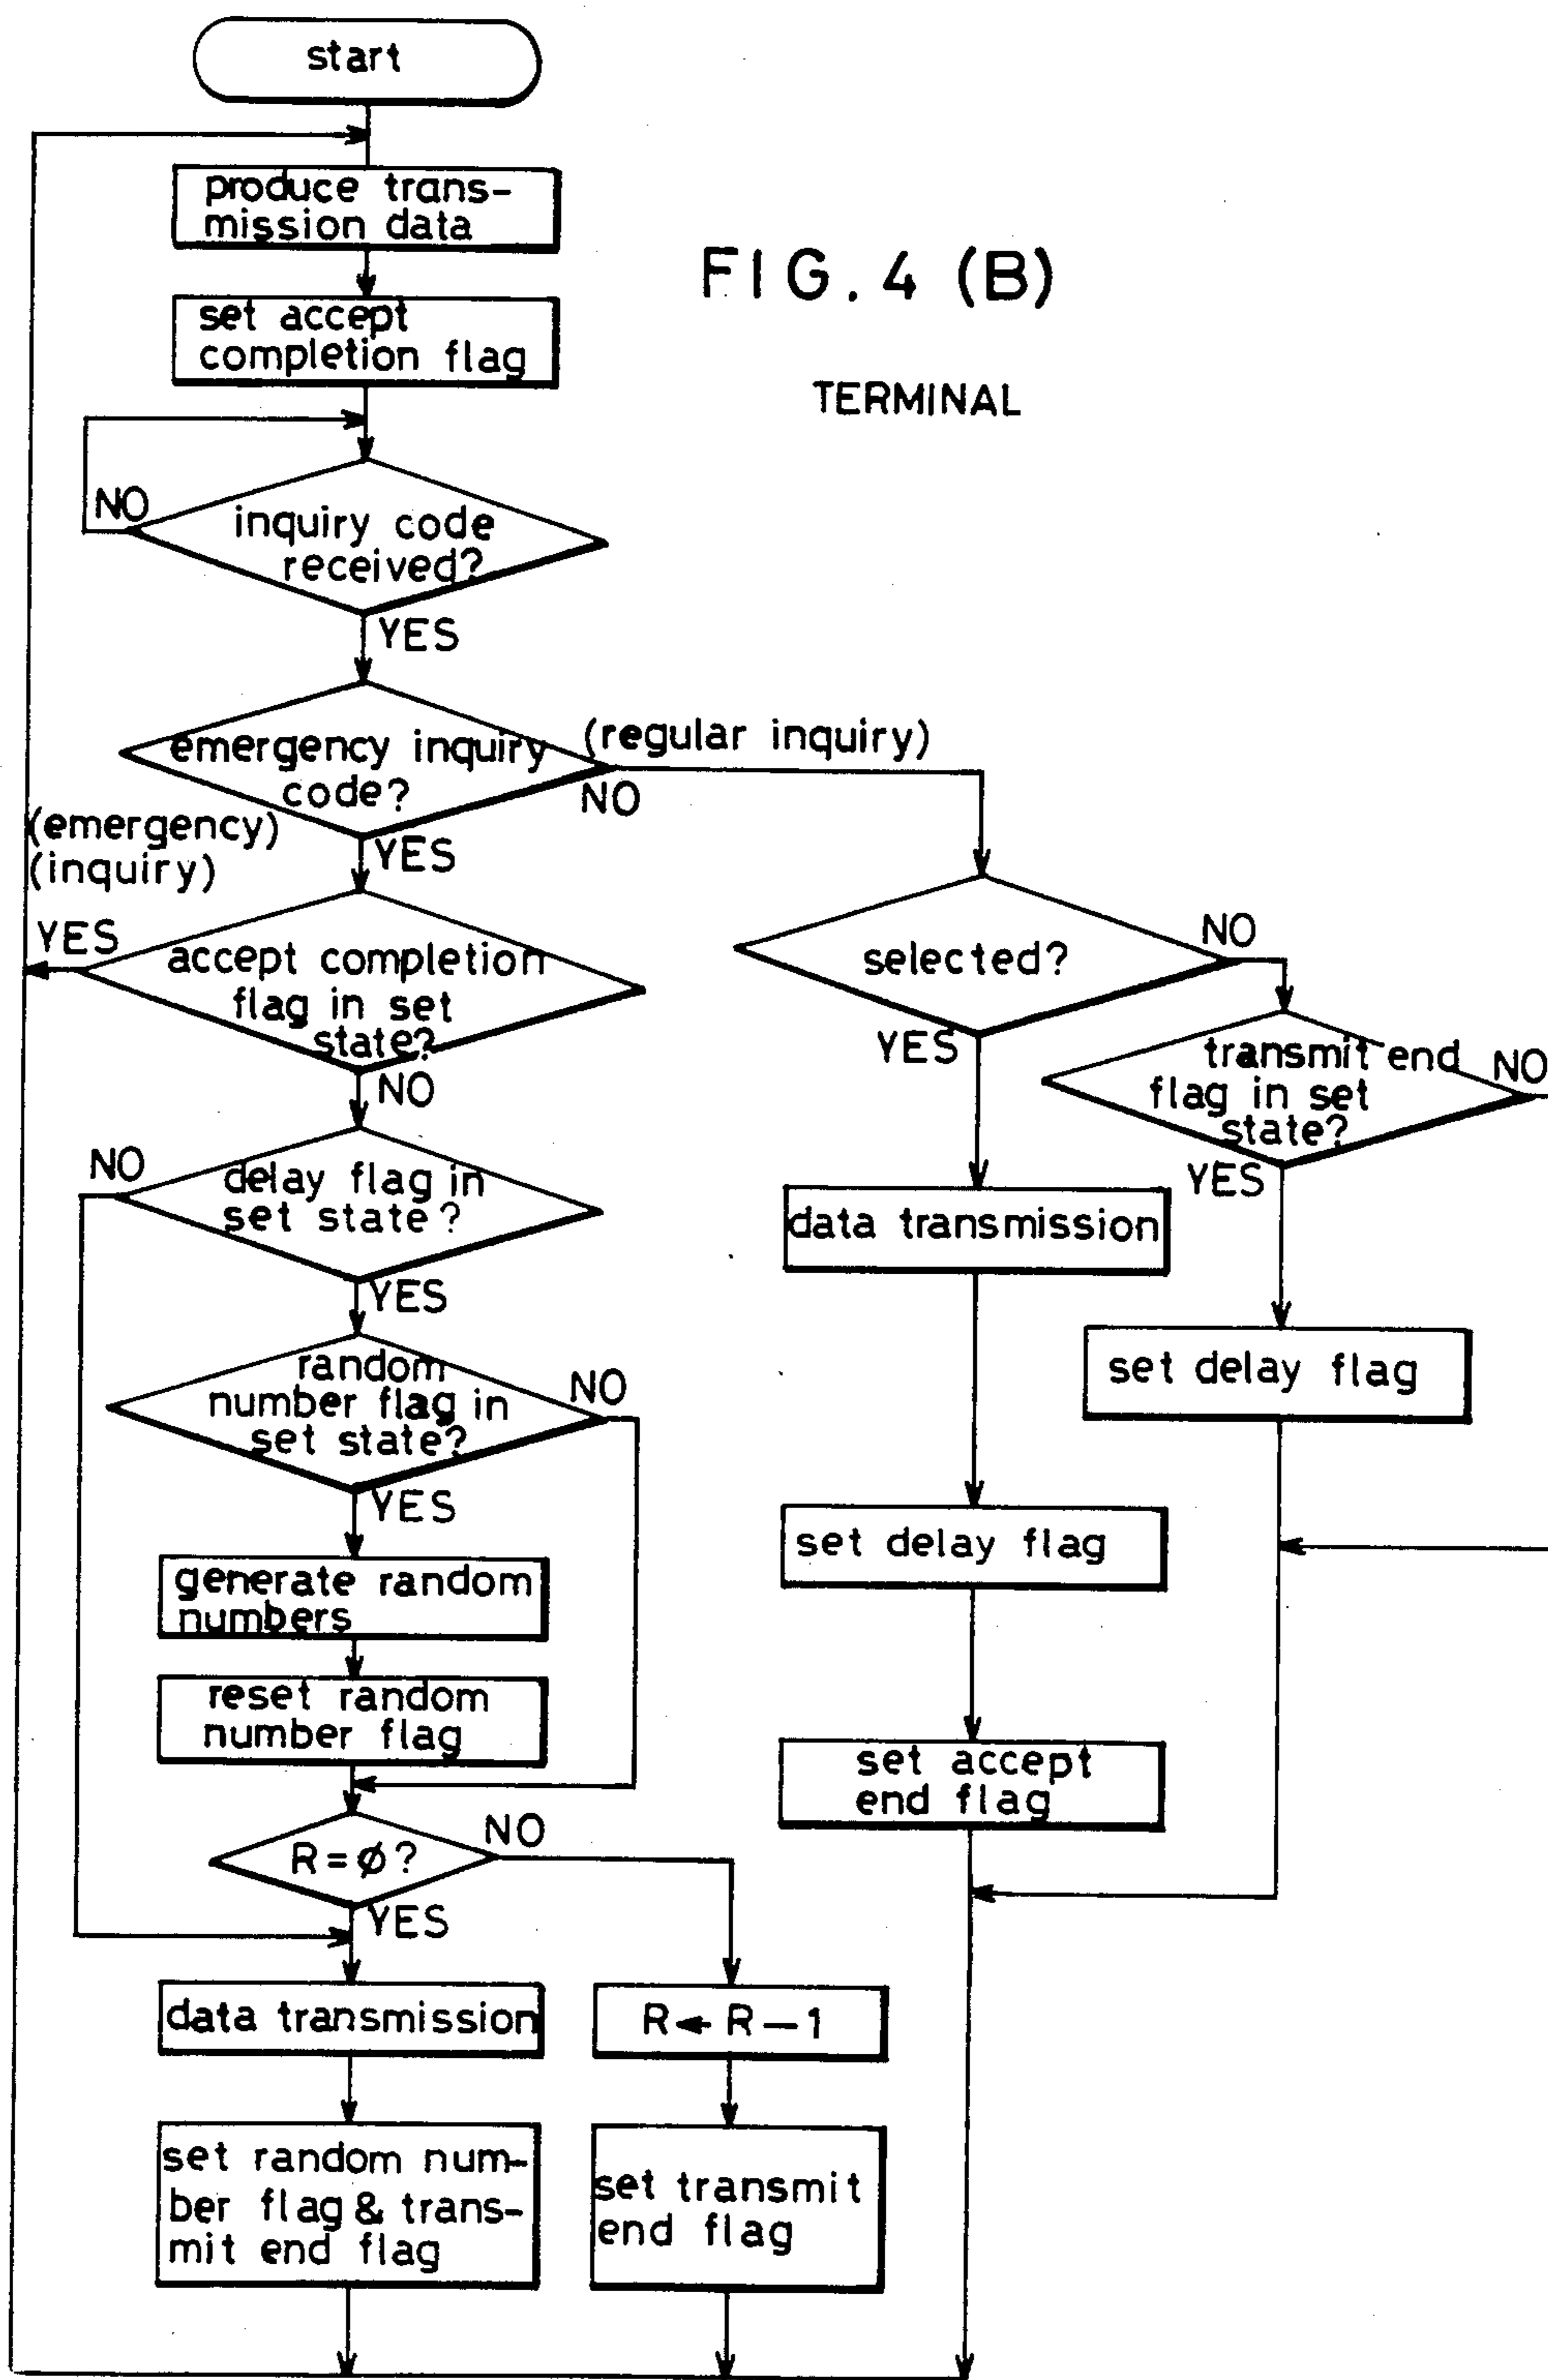 start
produce trans-
mission data
FIG. 4 (B)
set accept
completion flag
TERMINAL
NO
inquiry code
received?
YES
emergency inquiry
code?
(regular inquiry)
NO
(emergency)
(inquiry)
YES
YES
accept completion
flag in set
state?
NO
selected?
NO
YES
transmit end
flag in set
state?
NO
YES
NO
delay flag in
set state?
YES
data transmission
set delay flag
random
number flag in
set state?
NO
YES
set delay flag
generate random
numbers
reset random
number flag
set accept
end flag
R=ø?
NO
YES
data transmission
R ← R – 1
set random num-
ber flag & trans-
mit end flag
set transmit
end flag